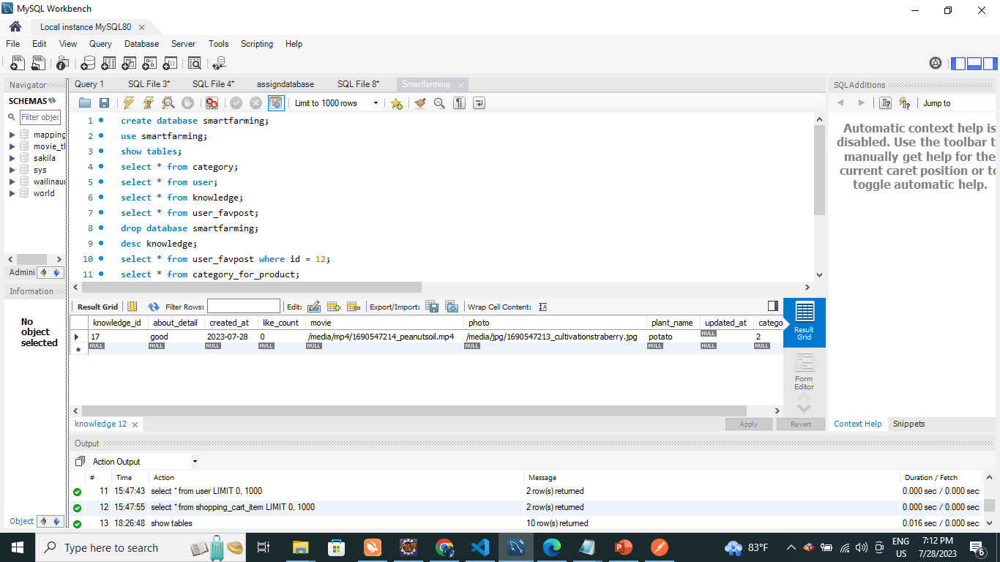 MySQL Workbench
Local instance MySQL80
File Edit View Query Database Server Tools Scripting Help
Navigator
SCHEMAS
Filter objec
mapping
movie_tl
sakila
sys
wailinau
world
Admini
Information
No object selected
Object
Query 1 SQL File 3* SQL File 4* assigndatabase SQL File 8* Smartfarming
Limit to 1000 rows
1 create database smartfarming;
2 use smartfarming;
3 show tables;
4 select * from category;
5 select * from user;
6 select * from knowledge;
7 select * from user_favpost;
8 drop database smartfarming;
9 desc knowledge;
10 select * from user_favpost where id = 12;
11 select * from category_for_product;
Result Grid Filter Rows: Edit: Export/Import: Wrap Cell Content:
knowledge_id about_detail created_at like_count movie photo plant_name updated_at catego
17 good 2023-07-28 0 /media/mp4/1690547214_peanutsoil.mp4 /media/jpg/1690547213_cultivationstraberry.jpg potato NULL 2
NULL NULL NULL NULL NULL NULL NULL NULL NULL
Result Grid
Form Editor
knowledge 12
Apply Revert
SQLAdditions
Jump to
Automatic context help is
disabled. Use the toolbar t
manually get help for the
current caret position or to
toggle automatic help.
Context Help Snippets
Output
Action Output
# Time Action Message Duration / Fetch
11 15:47:43 select * from user LIMIT 0, 1000 2 row(s) returned 0.000 sec / 0.000 sec
12 15:47:55 select * from shopping_cart_item LIMIT 0, 1000 2 row(s) returned 0.000 sec / 0.000 sec
13 18:26:48 show tables 10 row(s) returned 0.016 sec / 0.000 sec
Type here to search
83°F
ENG
US
7:12 PM
7/28/2023
6